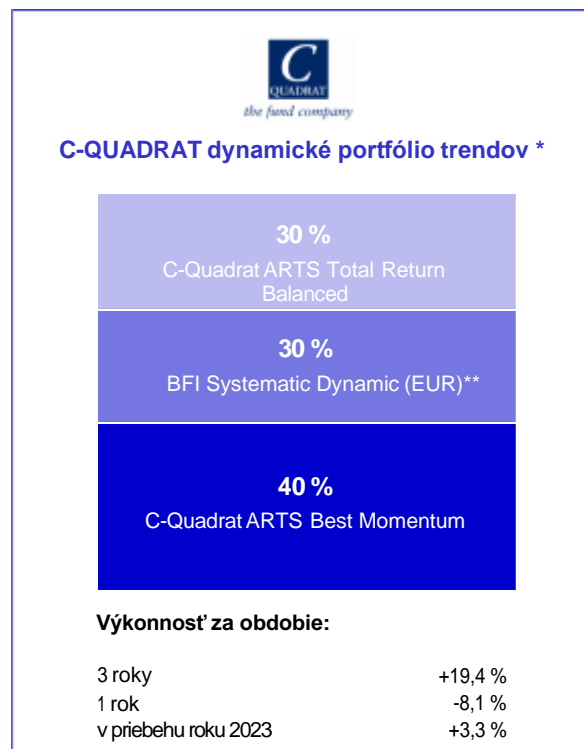 C
QUADRAT
the fund company
C-QUADRAT dynamické portfólio trendov *
30 %
C-Quadrat ARTS Total Return
Balanced
30 %
BFI Systematic Dynamic (EUR)**
40 %
C-Quadrat ARTS Best Momentum
Výkonnosť za obdobie:
3 roky +19,4 %
1 rok -8,1 %
v priebehu roku 2023 +3,3 %